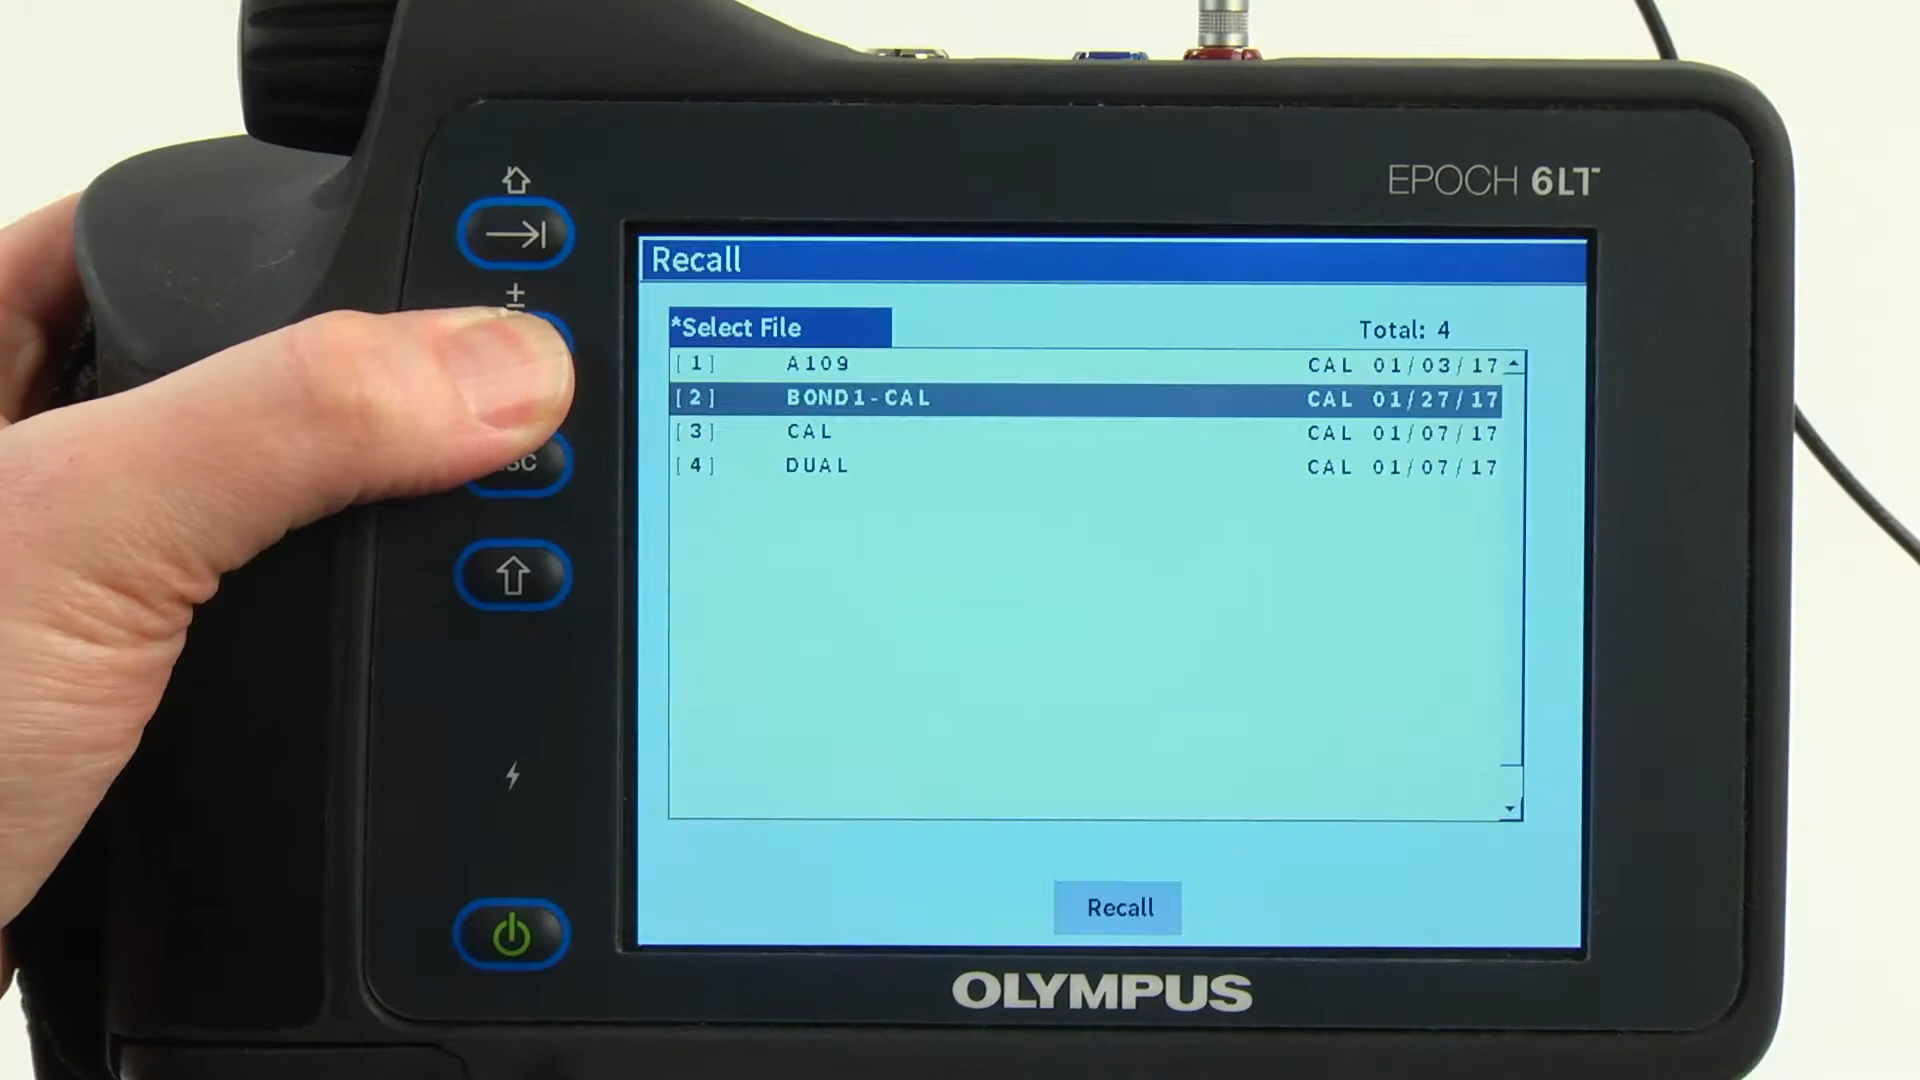 EPOCH 6LT™
±
Recall
*Select File
Total: 4
[1] A109 CAL 01/03/17
[2] BOND1-CAL CAL 01/27/17
[3] CAL CAL 01/07/17
[4] DUAL CAL 01/07/17
Recall
OLYMPUS